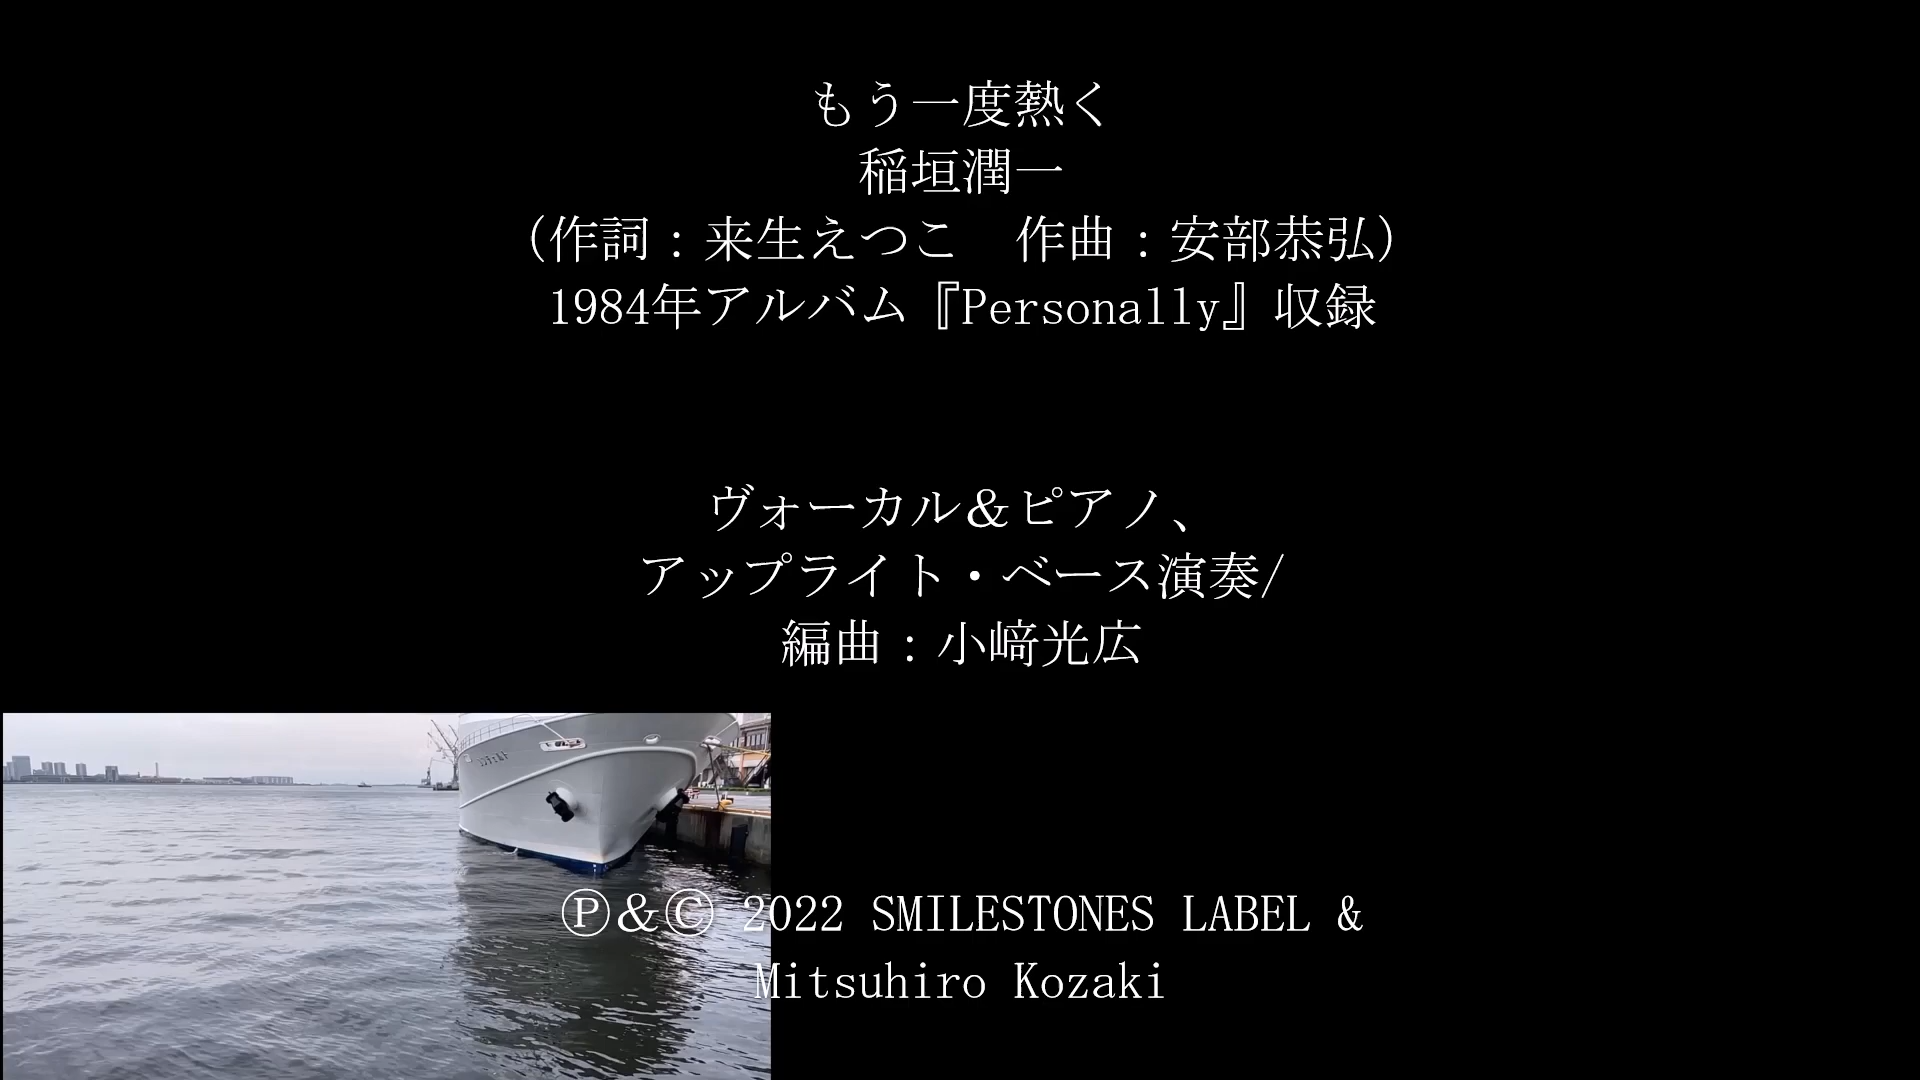 もう一度熱く
稲垣潤一
（作詞：来生えつこ　作曲：安部恭弘）
1984年アルバム『Personally』収録
ヴォーカル＆ピアノ、
アップライト・ベース演奏/
編曲：小﨑光広
Ⓟ＆Ⓒ 2022 SMILESTONES LABEL &
Mitsuhiro Kozaki